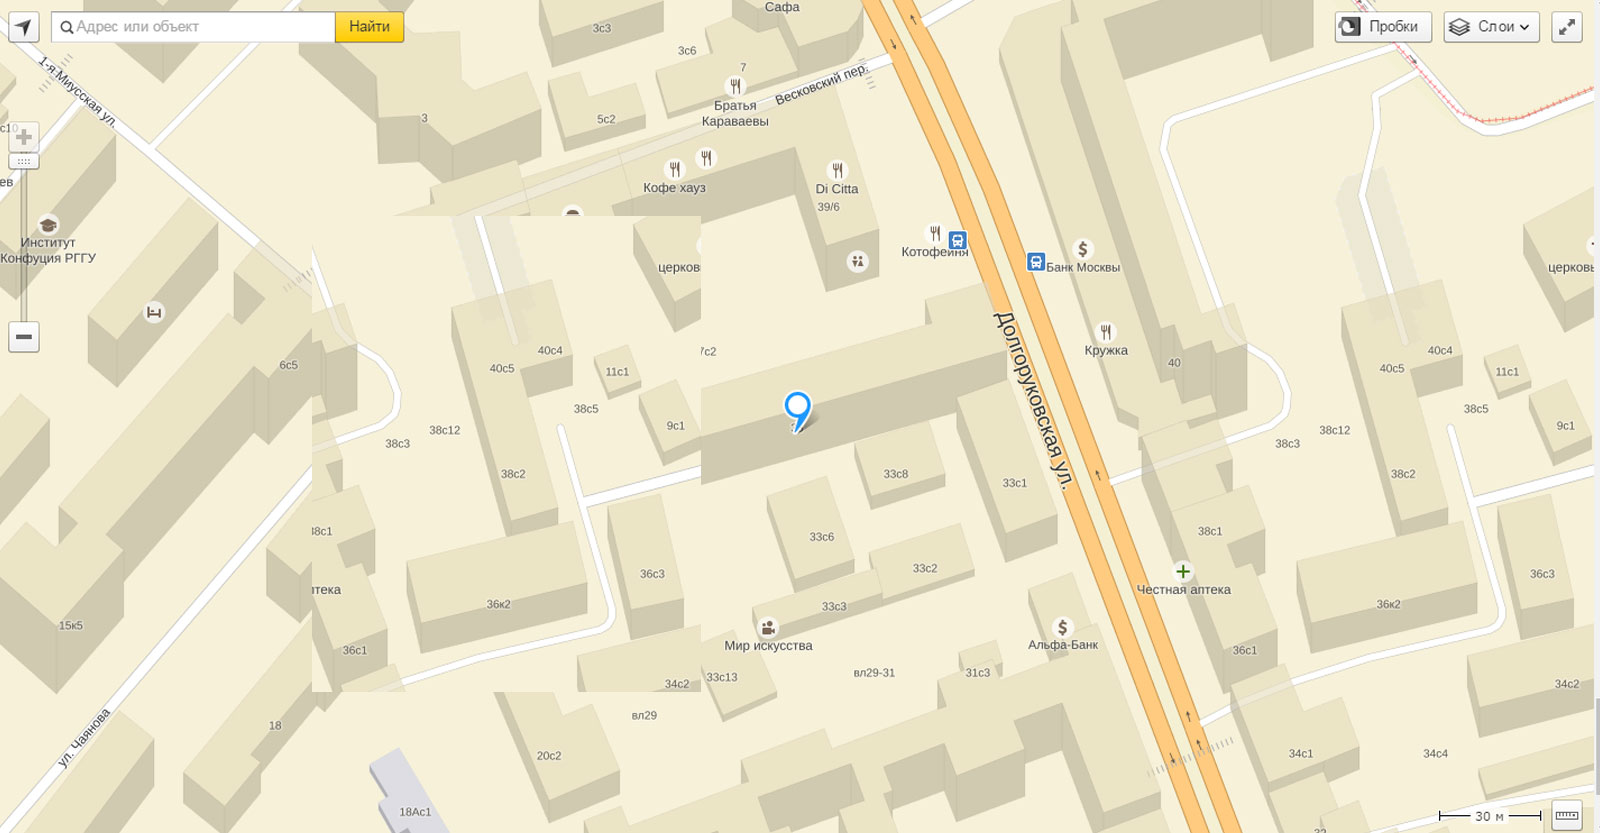 Адрес или объект
Найти
Пробки
Слои
Сафа
3с3
3с6
7
1-я Миусская ул.
Весковский пер.
Братья
Караваевы
5с2
3
Кофе хауз
Di Citta
39/6
Котофейня
Банк Москвы
Институт
Конфуция РГГУ
церковь
церковь
Кружка
40
6с5
40с4
40с5
11с1
38с5
9с1
38с3
38с12
38с2
Долгоруковская ул.
33с8
33с1
33с6
33с2
33с3
40с4
40с5
11с1
38с5
9с1
38с3
38с12
38с2
38с1
36с3
36к2
36с1
34с2
15к5
Мир искусства
33с13
вл29-31
31с3
Альфа-Банк
38с1
Честная аптека
36с3
36к2
36с1
34с2
вл29
18
20с2
ул. Чаянова
18Ас1
34с1
34с4
30 м